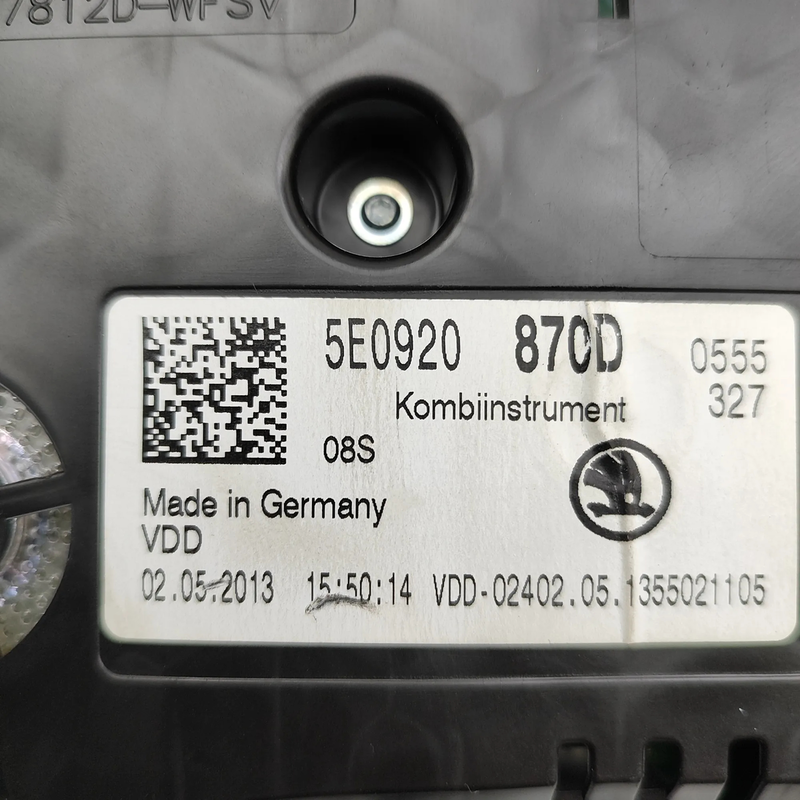 7812D-WFSV
5E0920 870D 0555
Kombiinstrument 327
08S
Made in Germany
VDD
02.05.2013 15:50:14 VDD-02402.05.1355021105